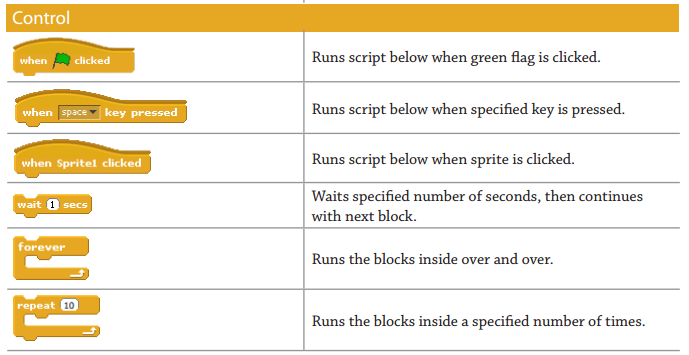 Control
when clicked
Runs script below when green flag is clicked.
when space key pressed
Runs script below when specified key is pressed.
when Sprite1 clicked
Runs script below when sprite is clicked.
wait 1 secs
Waits specified number of seconds, then continues
with next block.
forever
Runs the blocks inside over and over.
repeat 10
Runs the blocks inside a specified number of times.